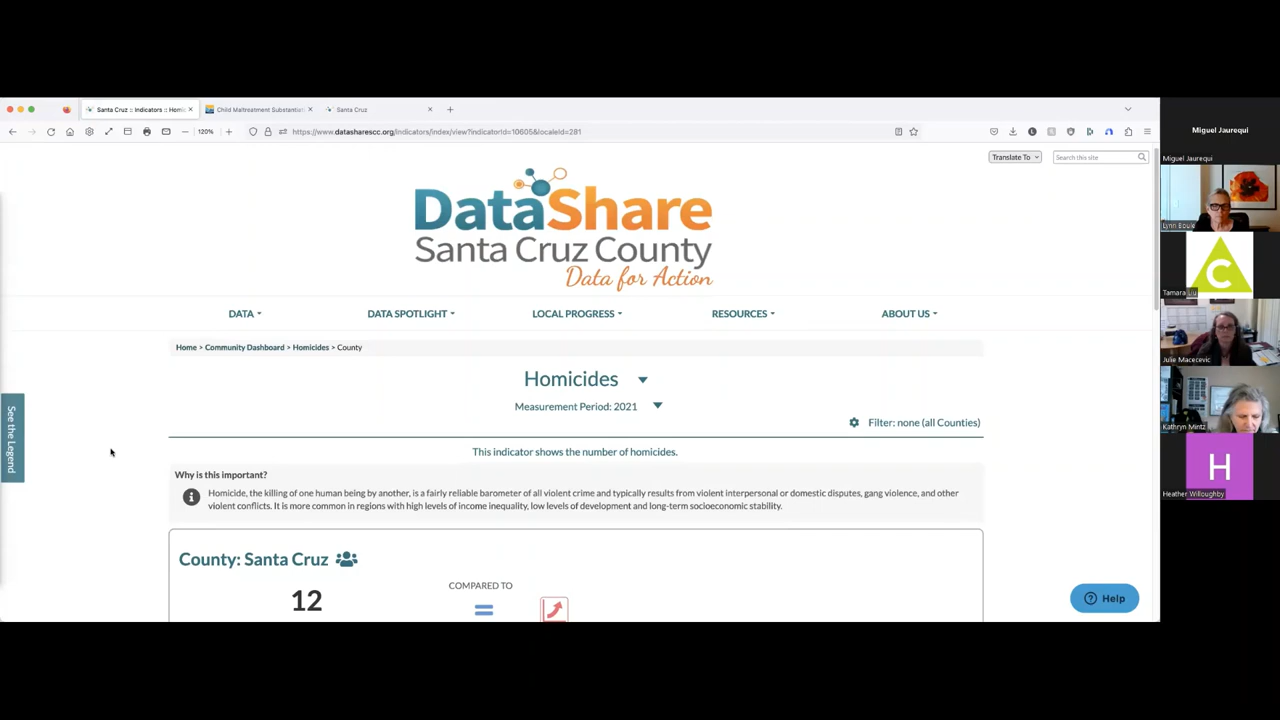 Santa Cruz :: Indicators :: Homi
Child Maltreatment Substantiat
Santa Cruz
120%
https://www.datasharescc.org/indicators/index/view?indicatorId=10605&localeId=281
Translate To
Search this site
DataShare
Santa Cruz County
Data for Action
DATA
DATA SPOTLIGHT
LOCAL PROGRESS
RESOURCES
ABOUT US
Home > Community Dashboard > Homicides > County
Homicides
Measurement Period: 2021
Filter: none (all Counties)
This indicator shows the number of homicides.
See the Legend
Why is this important?
Homicide, the killing of one human being by another, is a fairly reliable barometer of all violent crime and typically results from violent interpersonal or domestic disputes, gang violence, and other
violent conflicts. It is more common in regions with high levels of income inequality, low levels of development and long-term socioeconomic stability.
County: Santa Cruz
12
COMPARED TO
Help
Miguel Jaurequi
Miguel Jaurequi
Lynn
C
Tamara Liu
Julie Macecevic
Kathryn Mintz
H
Heather Willoughby